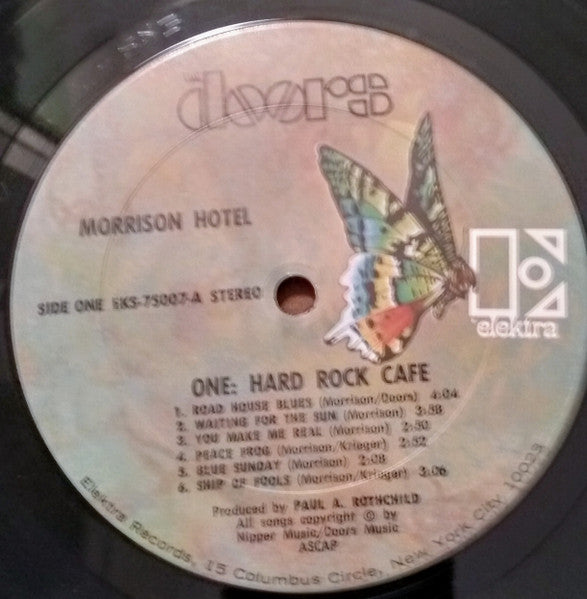 THE
doors
MORRISON HOTEL
SIDE ONE EKS-75007-A STEREO
elektra
ONE: HARD ROCK CAFE
1. ROAD HOUSE BLUES (Morrison/Doors) 4:04
2. WAITING FOR THE SUN (Morrison) 3:58
3. YOU MAKE ME REAL (Morrison) 2:50
4. PEACE FROG (Morrison/Krieger) 2:52
5. BLUE SUNDAY (Morrison) 2:08
6. SHIP OF FOOLS (Morrison/Krieger) 3:06
Produced by PAUL A. ROTHCHILD
All songs copyright © by
Nipper Music/Doors Music
ASCAP
Elektra Records, 15 Columbus Circle, New York City 10023